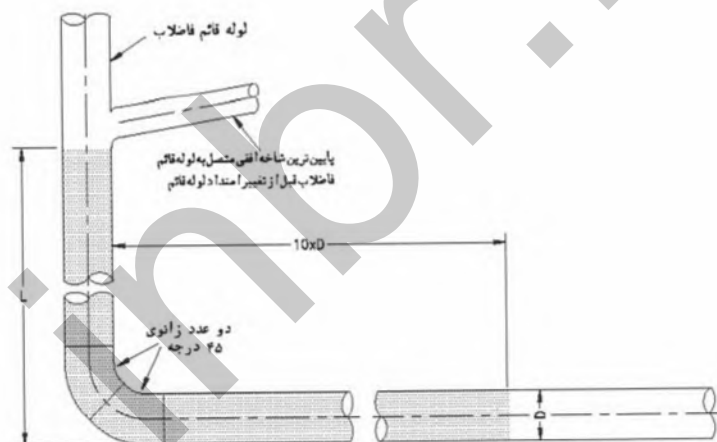 لوله قائم فاضلاب
پایین‌ترین شاخه افقی متصل به لوله قائم
فاضلاب قبل از تغییر امتداد لوله قائم
10xD
L
دو عدد زانوی
۴۵ درجه
D
inbr.